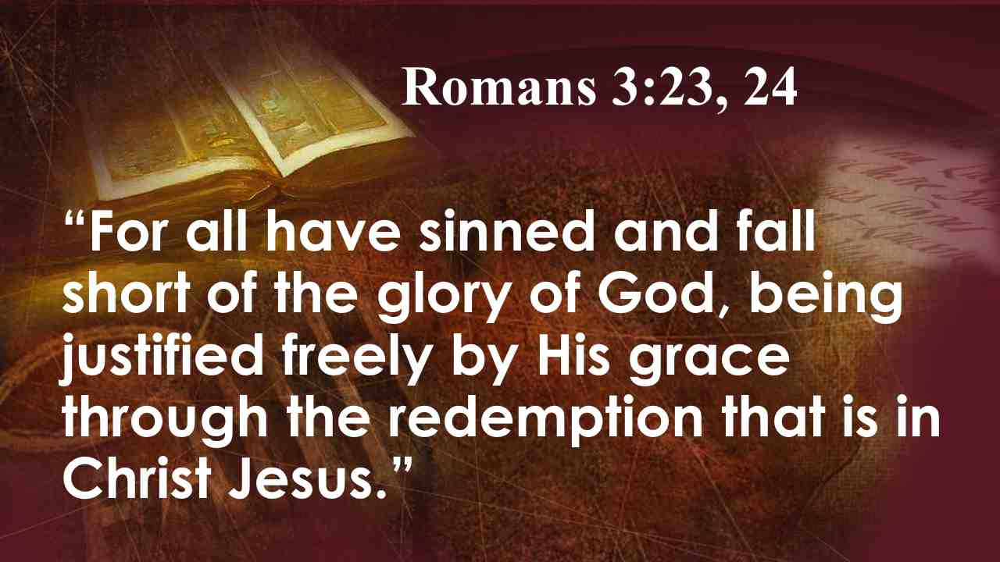 Romans 3:23, 24
“For all have sinned and fall
short of the glory of God, being
justified freely by His grace
through the redemption that is in
Christ Jesus.”